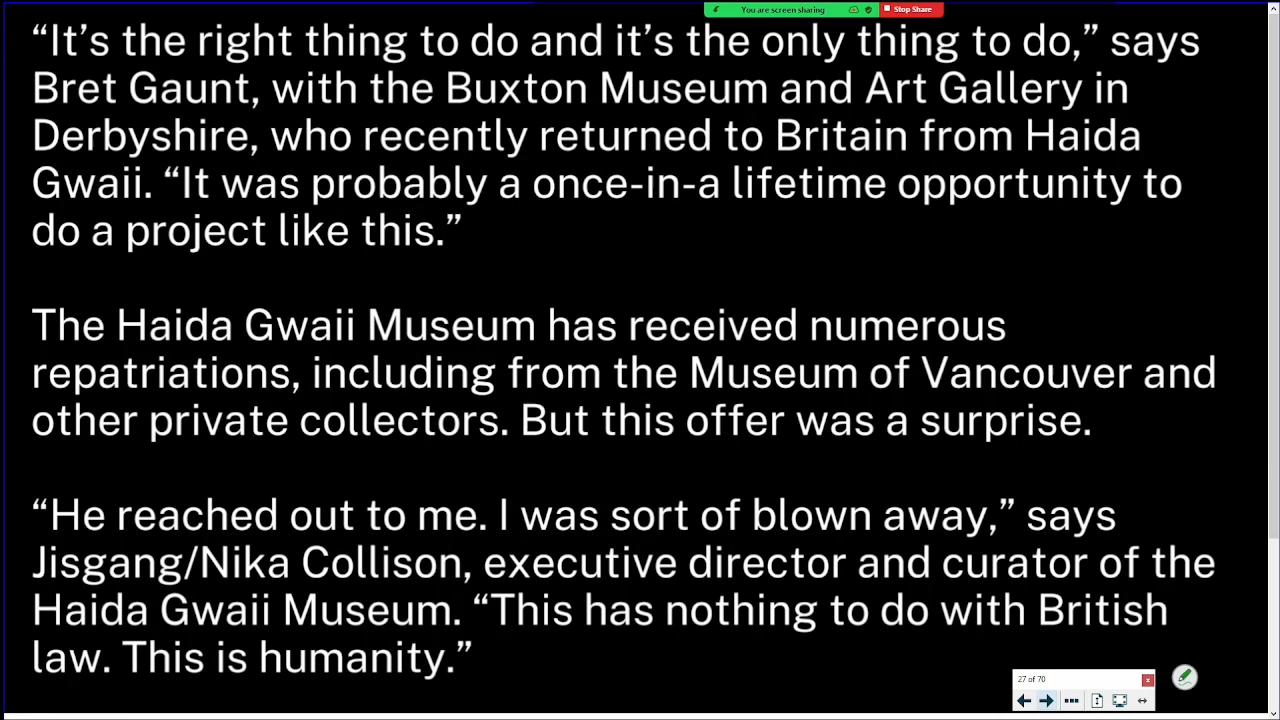 You are screen sharing
Stop Share
“It’s the right thing to do and it’s the only thing to do,” says
Bret Gaunt, with the Buxton Museum and Art Gallery in
Derbyshire, who recently returned to Britain from Haida
Gwaii. “It was probably a once-in-a lifetime opportunity to
do a project like this.”
The Haida Gwaii Museum has received numerous
repatriations, including from the Museum of Vancouver and
other private collectors. But this offer was a surprise.
“He reached out to me. I was sort of blown away,” says
Jisgang/Nika Collison, executive director and curator of the
Haida Gwaii Museum. “This has nothing to do with British
law. This is humanity.”
27 of 70